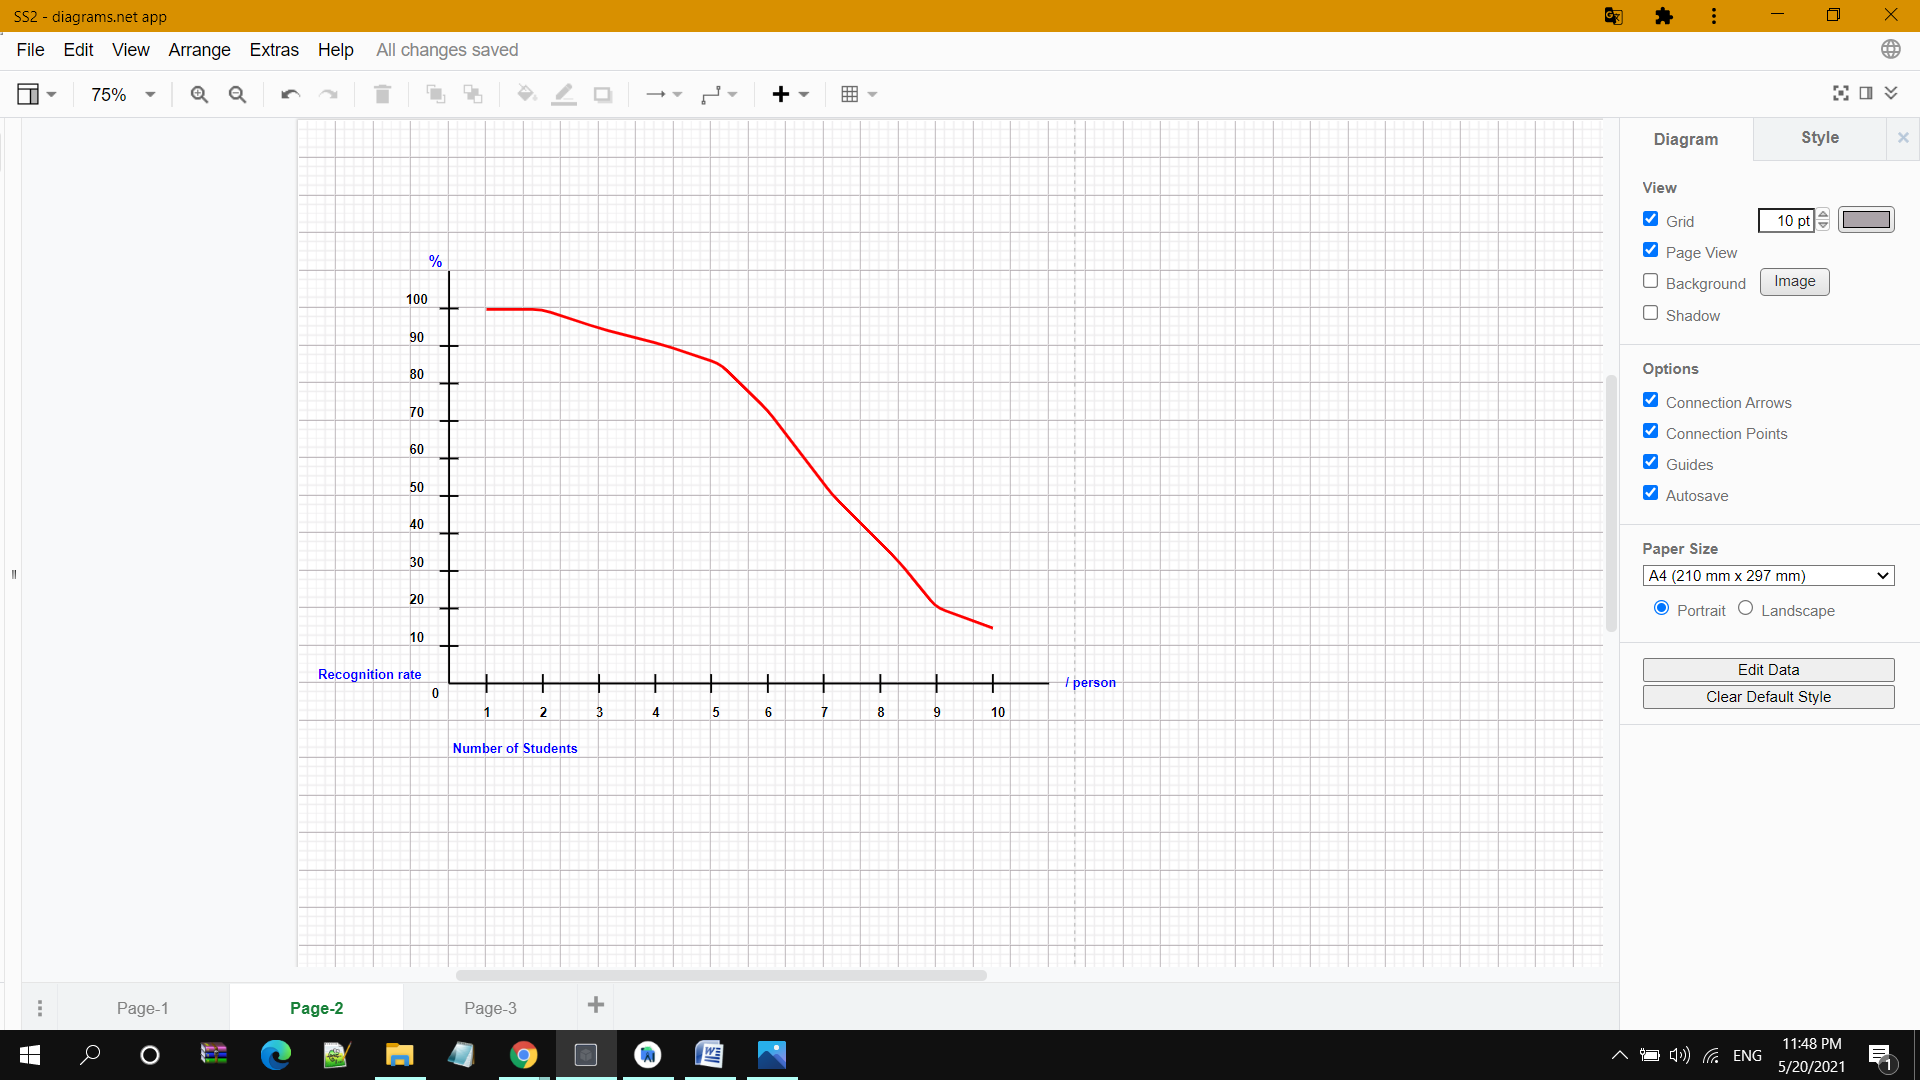 SS2 - diagrams.net app
File Edit View Arrange Extras Help All changes saved
75%
Diagram Style
View
Grid 10 pt
Page View
Background Image
Shadow
Options
Connection Arrows
Connection Points
Guides
Autosave
Paper Size
A4 (210 mm x 297 mm)
Portrait Landscape
Edit Data
Clear Default Style
%
100
90
80
70
60
50
40
30
20
10
Recognition rate
0
/ person
1 2 3 4 5 6 7 8 9 10
Number of Students
Page-1 Page-2 Page-3
ENG
11:48 PM
5/20/2021
1